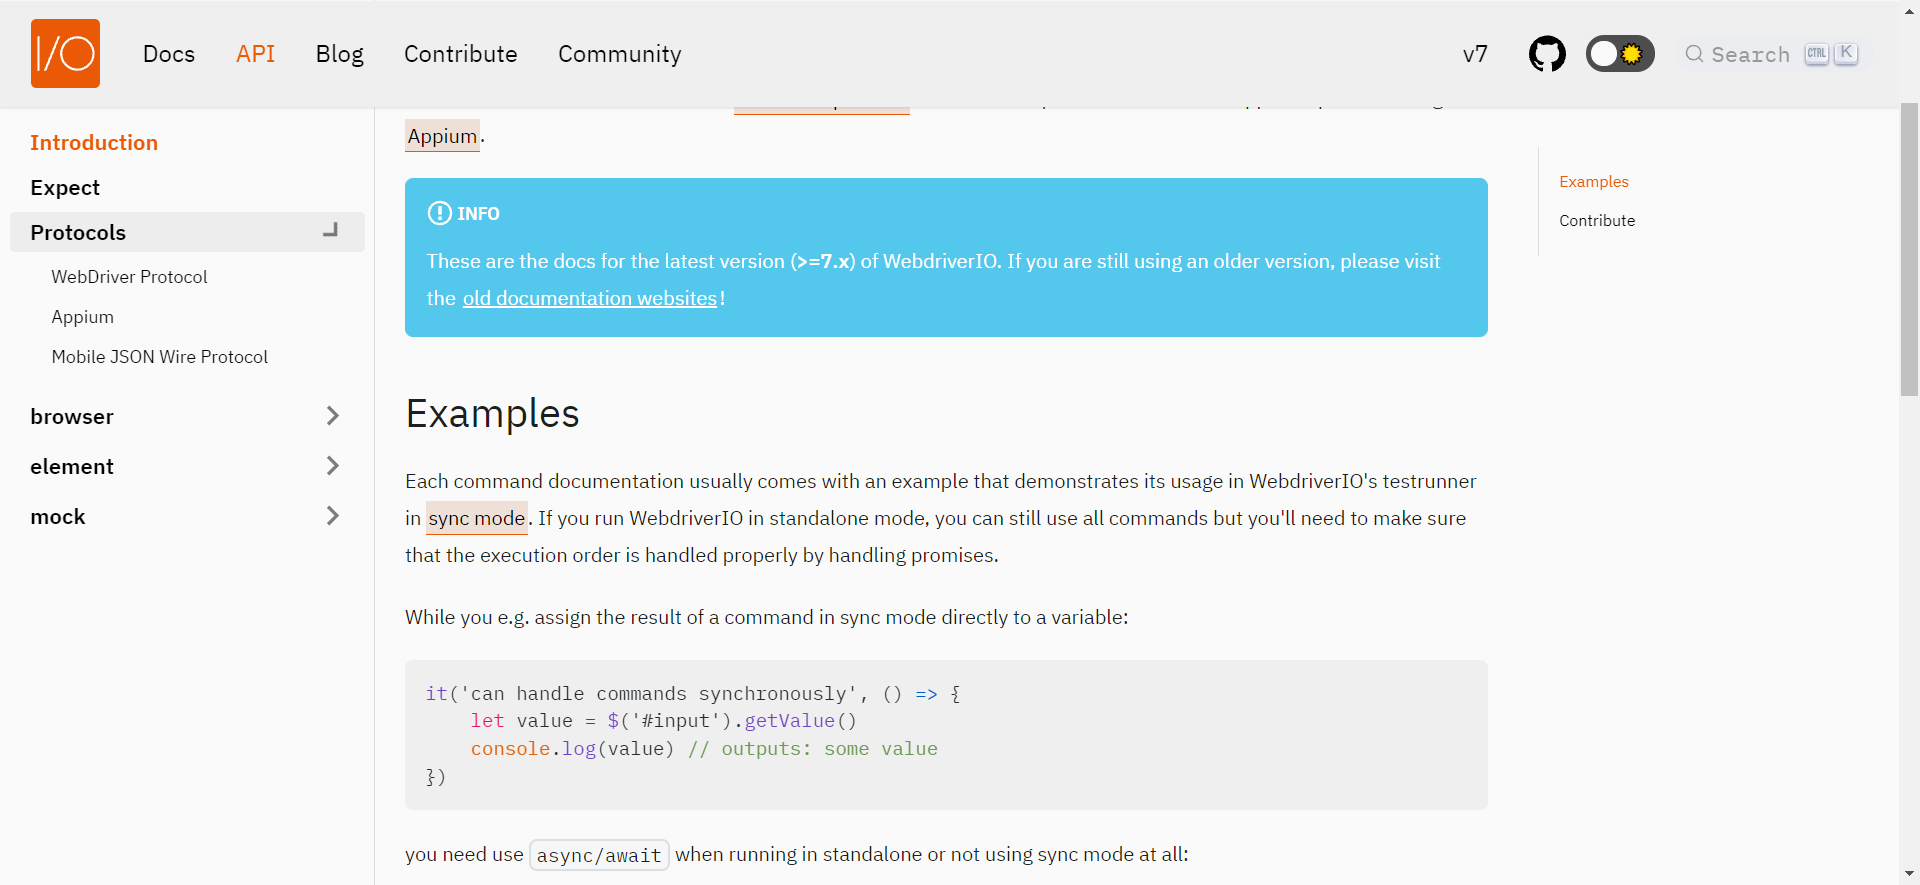 I/O Docs API Blog Contribute Community v7 Search CTRL K
Introduction
Expect
Protocols
WebDriver Protocol
Appium
Mobile JSON Wire Protocol
browser
element
mock
Appium.
INFO
These are the docs for the latest version (>=7.x) of WebdriverIO. If you are still using an older version, please visit
the old documentation websites!
Examples
Each command documentation usually comes with an example that demonstrates its usage in WebdriverIO's testrunner
in sync mode. If you run WebdriverIO in standalone mode, you can still use all commands but you'll need to make sure
that the execution order is handled properly by handling promises.
While you e.g. assign the result of a command in sync mode directly to a variable:
it('can handle commands synchronously', () => {
    let value = $('#input').getValue()
    console.log(value) // outputs: some value
})
you need use async/await when running in standalone or not using sync mode at all:
Examples
Contribute